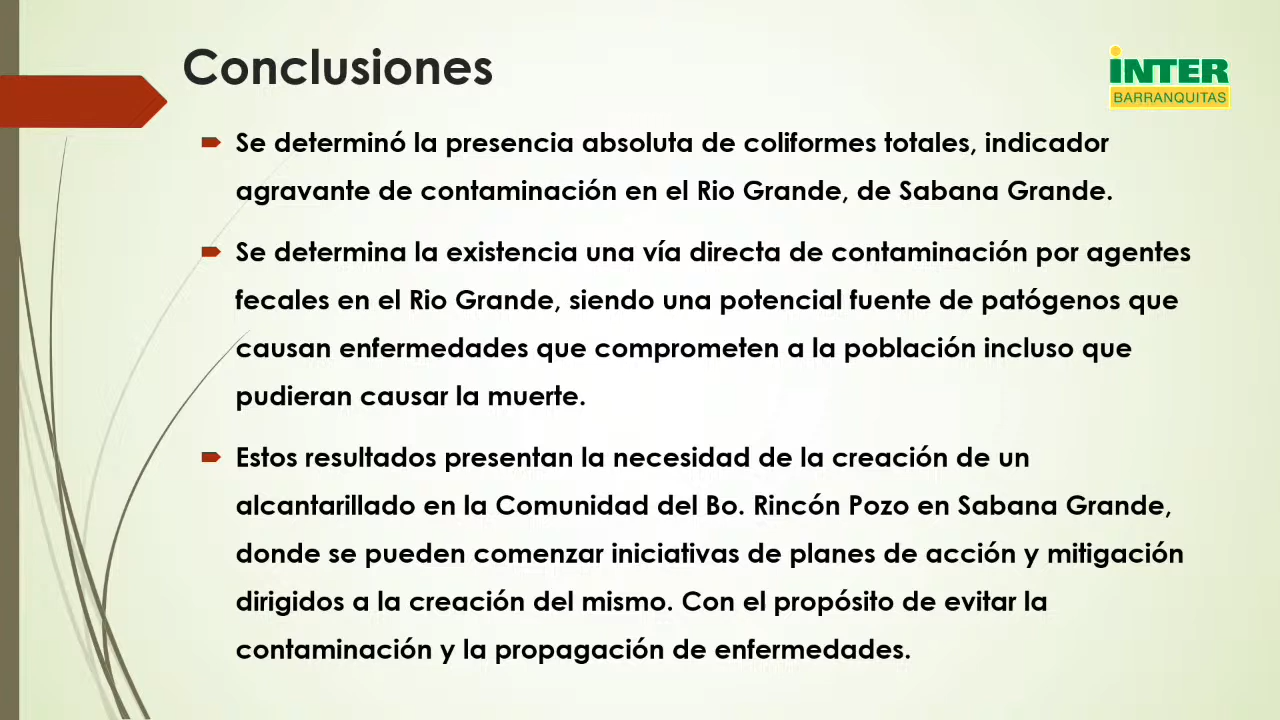 Conclusiones
iNTER
BARRANQUITAS
Se determinó la presencia absoluta de coliformes totales, indicador
agravante de contaminación en el Rio Grande, de Sabana Grande.
Se determina la existencia una vía directa de contaminación por agentes
fecales en el Rio Grande, siendo una potencial fuente de patógenos que
causan enfermedades que comprometen a la población incluso que
pudieran causar la muerte.
Estos resultados presentan la necesidad de la creación de un
alcantarillado en la Comunidad del Bo. Rincón Pozo en Sabana Grande,
donde se pueden comenzar iniciativas de planes de acción y mitigación
dirigidos a la creación del mismo. Con el propósito de evitar la
contaminación y la propagación de enfermedades.